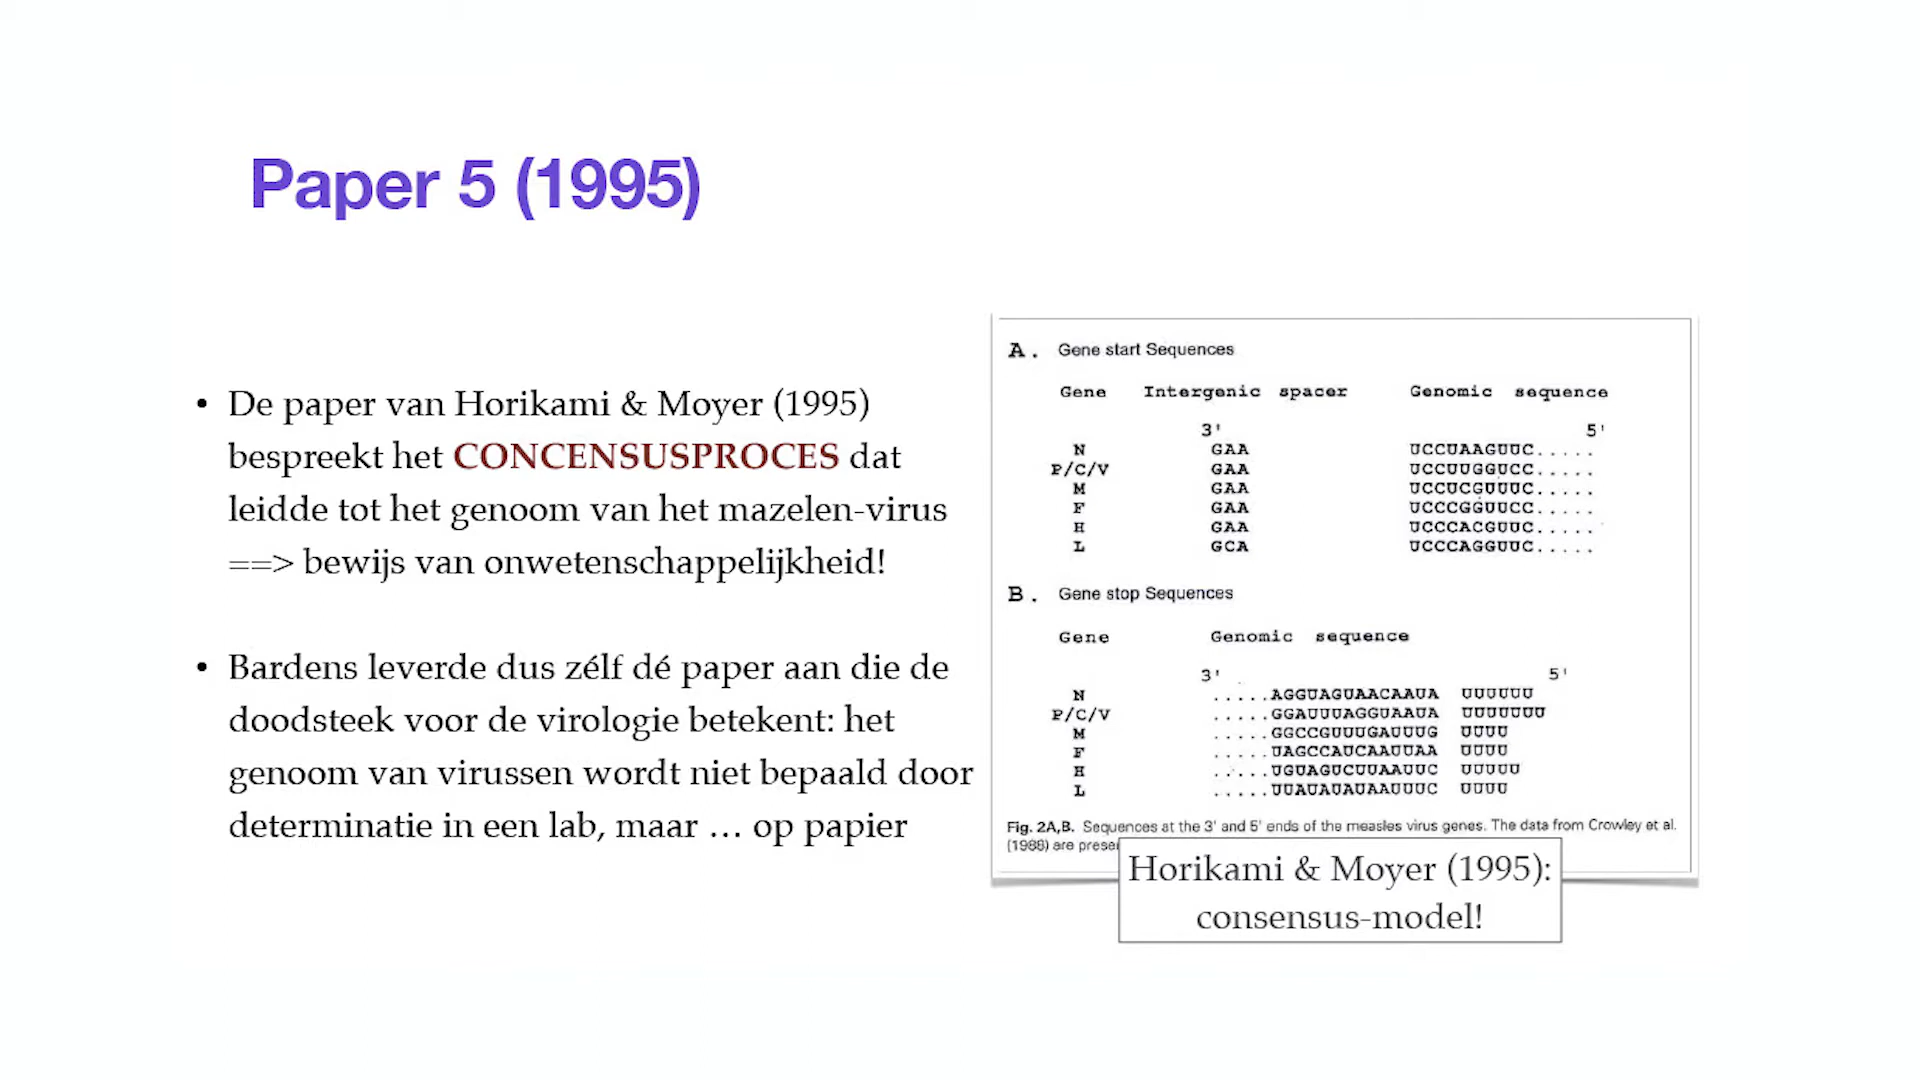 Paper 5 (1995)
• De paper van Horikami & Moyer (1995)
bespreekt het CONCENSUSPROCES dat
leidde tot het genoom van het mazelen-virus
==> bewijs van onwetenschappelijkheid!
• Bardens leverde dus zélf dé paper aan die de
doodsteek voor de virologie betekent: het
genoom van virussen wordt niet bepaald door
determinatie in een lab, maar … op papier
A. Gene start Sequences
Gene Intergenic spacer Genomic sequence
3' 5'
N GAA UCCUAAGUUC.....
P/C/V GAA UCCUUGGUCC.....
M GAA UCCUCGUUUC.....
F GAA UCCCGGUUCC.....
H GAA UCCCACGUUC.....
L GCA UCCCAGGUUC.....
B. Gene stop Sequences
Gene Genomic sequence
3' 5'
N .....AGGUAGUAACAAUA UUUUUU
P/C/V .....GGAUUUAGGUAAUA UUUUUUU
M .....GGCCGUUUGAUUUG UUUU
F .....UAGCCAUCAAUUAA UUUU
H .....UGUAGUCUUAAUUC UUUUU
L .....UUAUAUAUAAUUUC UUUU
Fig. 2A,B. Sequences at the 3' and 5' ends of the measles virus genes. The data from Crowley et al.
(1988) are prese
Horikami & Moyer (1995):
consensus-model!